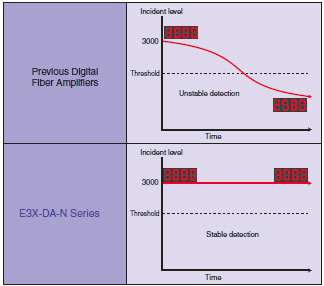 Previous Digital
Fiber Amplifiers
Incident level
3000
3000
Threshold
Unstable detection
1500
Time
E3X-DA-N Series
Incident level
3000
3000
3000
Threshold
Stable detection
Time